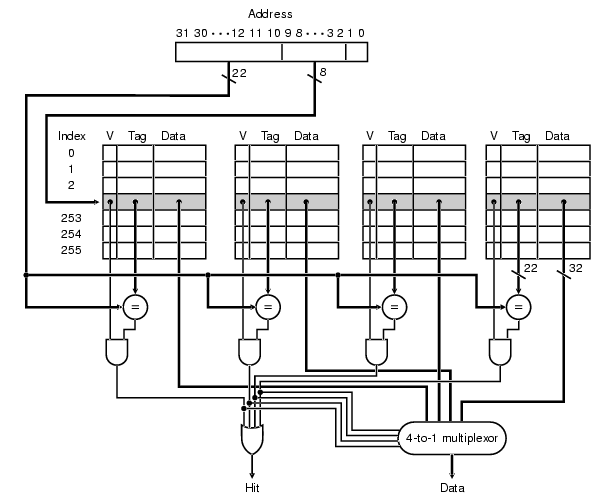 Address
31 30 ••• 12 11 10 9 8 ••• 3 2 1 0
22
8
Index V Tag Data V Tag Data V Tag Data V Tag Data
0
1
2
253
254
255
22
32
= = = =
4-to-1 multiplexor
Hit
Data